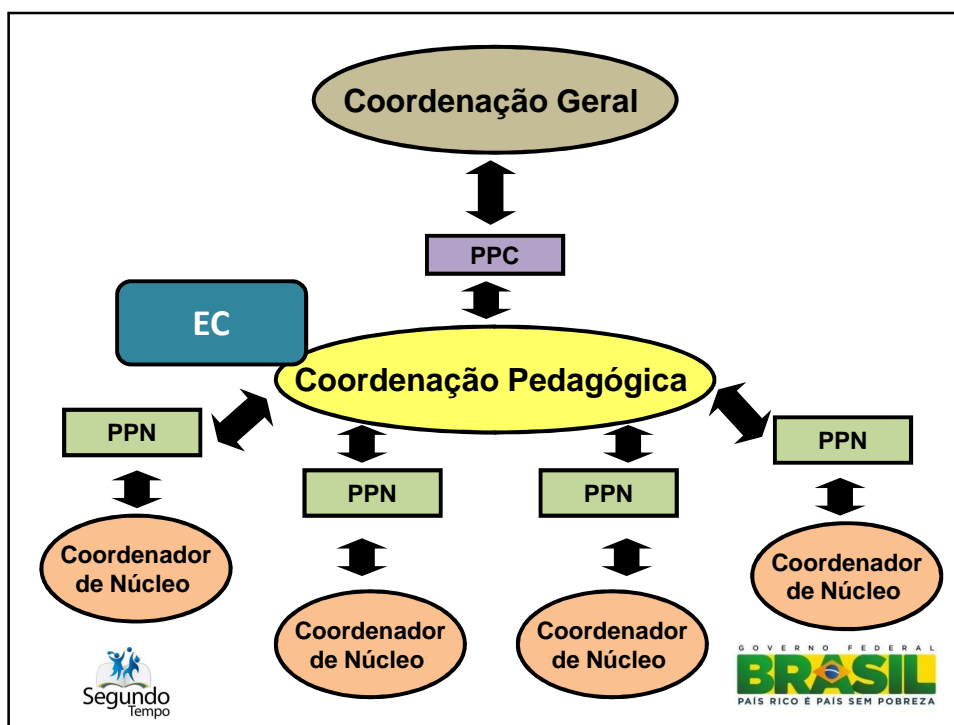 Coordenação Geral
PPC
EC
Coordenação Pedagógica
PPN
PPN
PPN
PPN
Coordenador
de Núcleo
Coordenador
de Núcleo
Coordenador
de Núcleo
Coordenador
de Núcleo
Segundo
Tempo
GOVERNO FEDERAL
BRASIL
PAÍS RICO É PAÍS SEM POBREZA